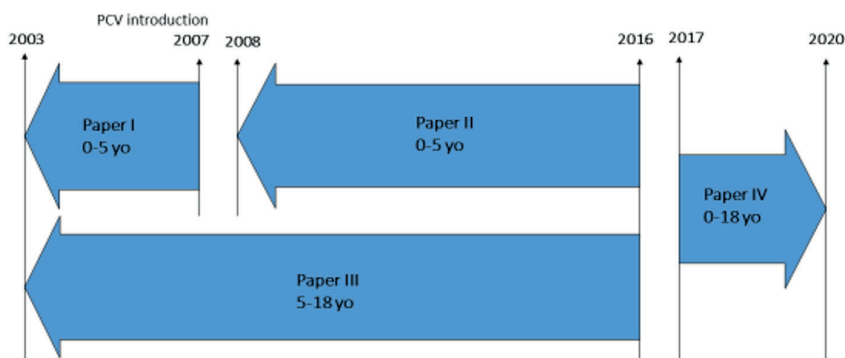 PCV introduction
2003 2007 2008 2016 2017 2020
Paper I
0-5 yo
Paper II
0-5 yo
Paper IV
0-18 yo
Paper III
5-18 yo